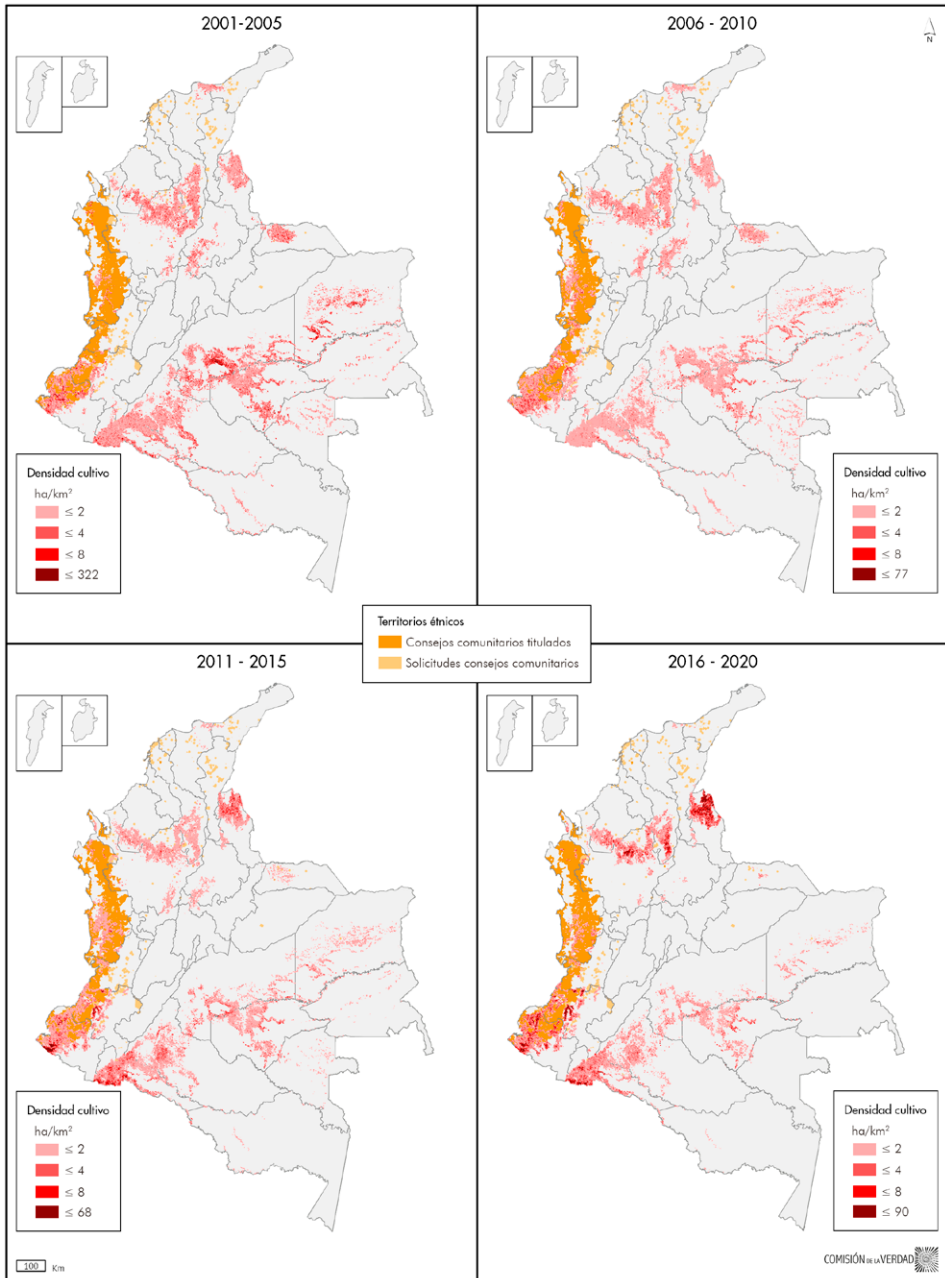 2001-2005
2006 - 2010
N
Densidad cultivo
ha/km²
≤ 2
≤ 4
≤ 8
≤ 322
Densidad cultivo
ha/km²
≤ 2
≤ 4
≤ 8
≤ 77
Territorios étnicos
Consejos comunitarios titulados
Solicitudes consejos comunitarios
2011 - 2015
2016 - 2020
Densidad cultivo
ha/km²
≤ 2
≤ 4
≤ 8
≤ 68
Densidad cultivo
ha/km²
≤ 2
≤ 4
≤ 8
≤ 90
100 Km
COMISIÓN DE LA VERDAD